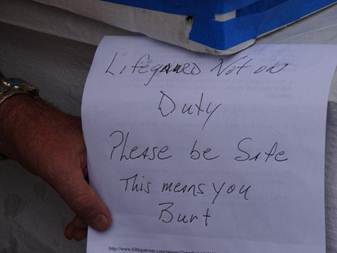 Lifeguard Not on
Duty
Please be Safe
This means you
Burt